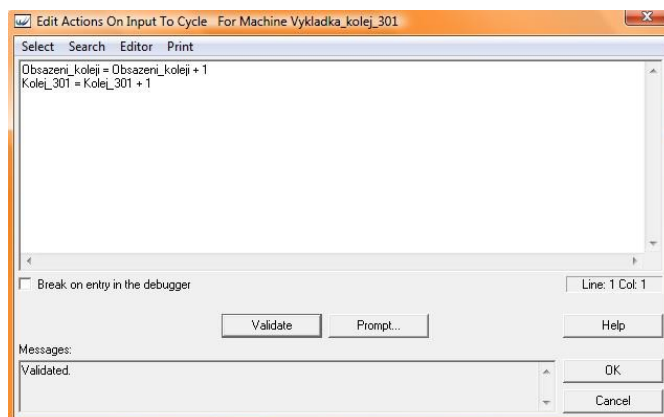 Edit Actions On Input To Cycle For Machine Vykladka_kolej_301
Select Search Editor Print
Obsazeni_koleji = Obsazeni_koleji + 1
Kolej_301 = Kolej_301 + 1
Break on entry in the debugger
Line: 1 Col: 1
Validate Prompt... Help
Messages:
Validated.
OK
Cancel